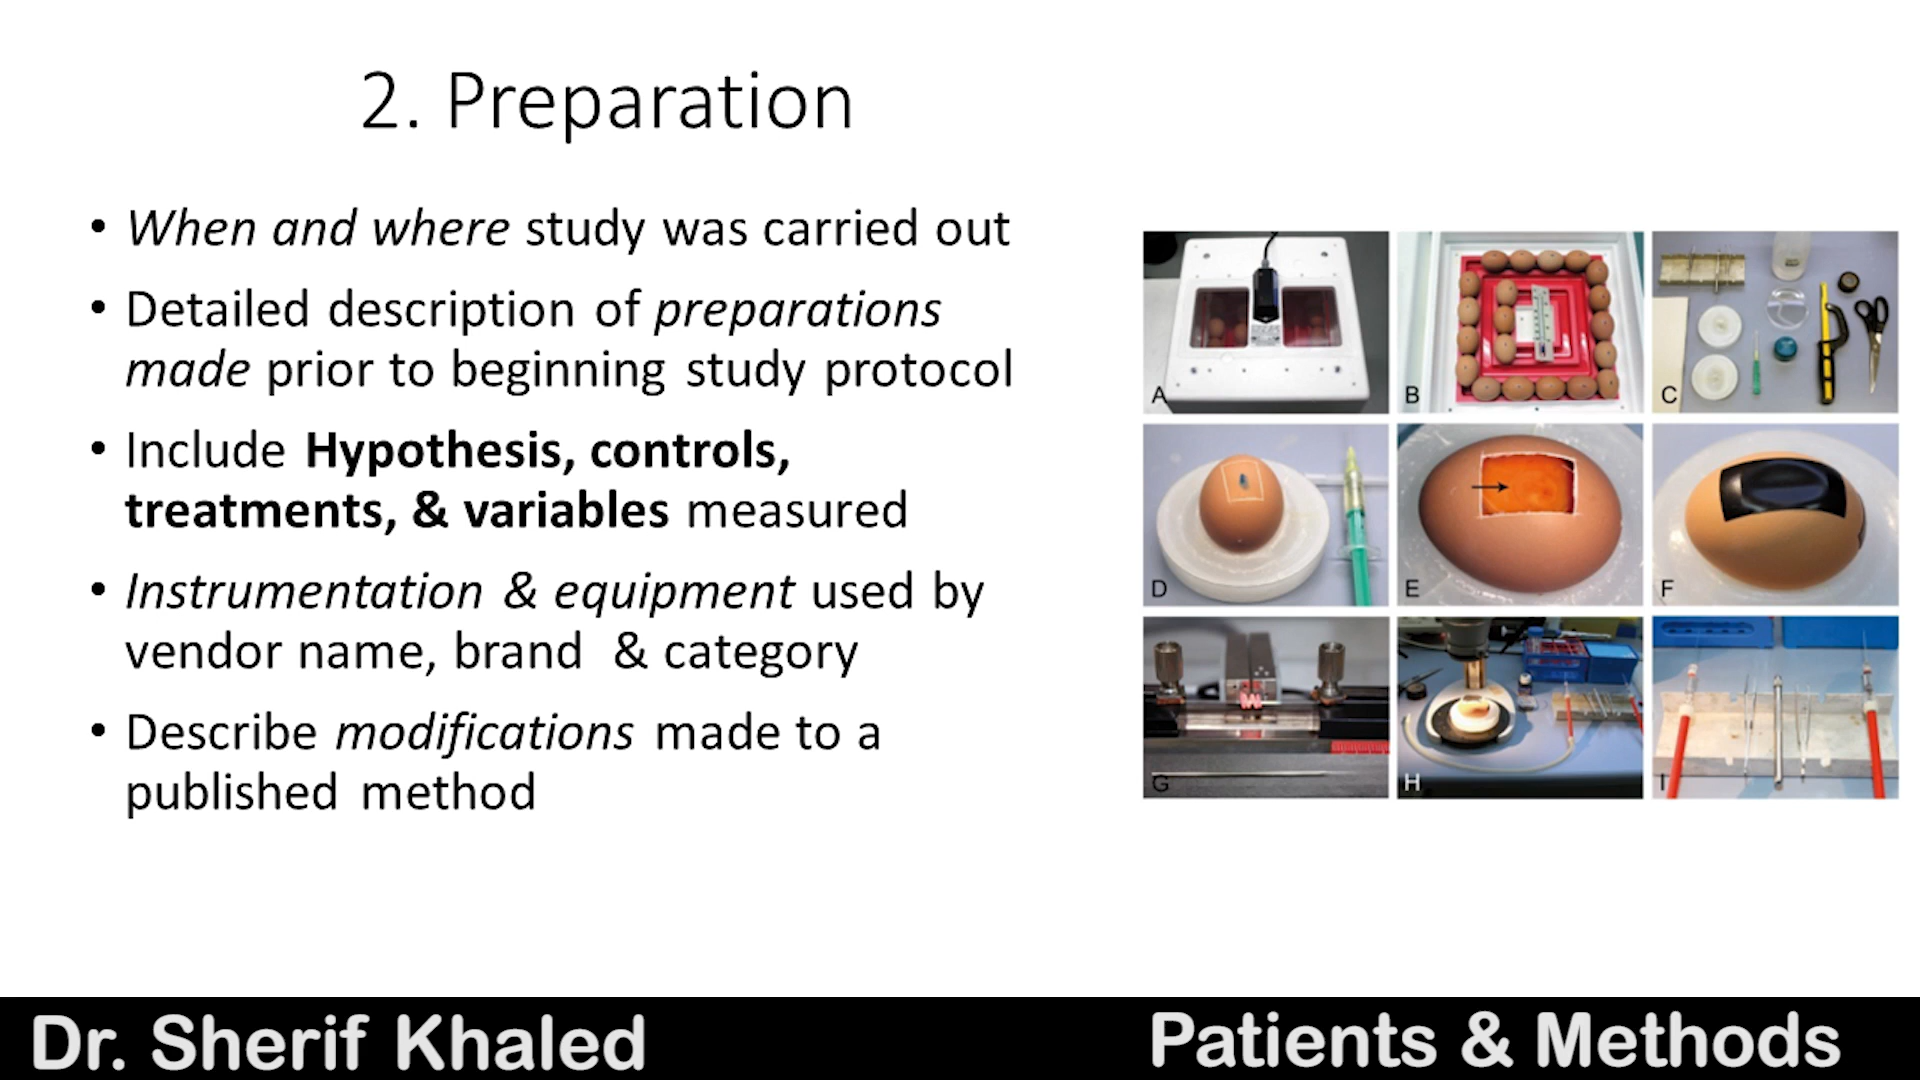 2. Preparation
• When and where study was carried out
• Detailed description of preparations
made prior to beginning study protocol
• Include Hypothesis, controls,
treatments, & variables measured
• Instrumentation & equipment used by
vendor name, brand & category
• Describe modifications made to a
published method
A
B
C
D
E
F
G
H
I
Dr. Sherif Khaled
Patients & Methods